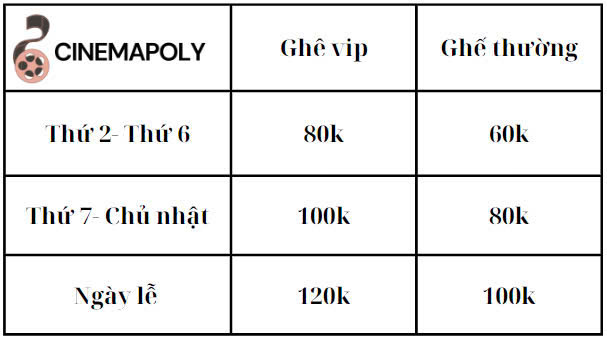 CINEMAPOLY Ghê vip Ghế thường
Thứ 2- Thứ 6 80k 60k
Thứ 7- Chủ nhật 100k 80k
Ngày lễ 120k 100k